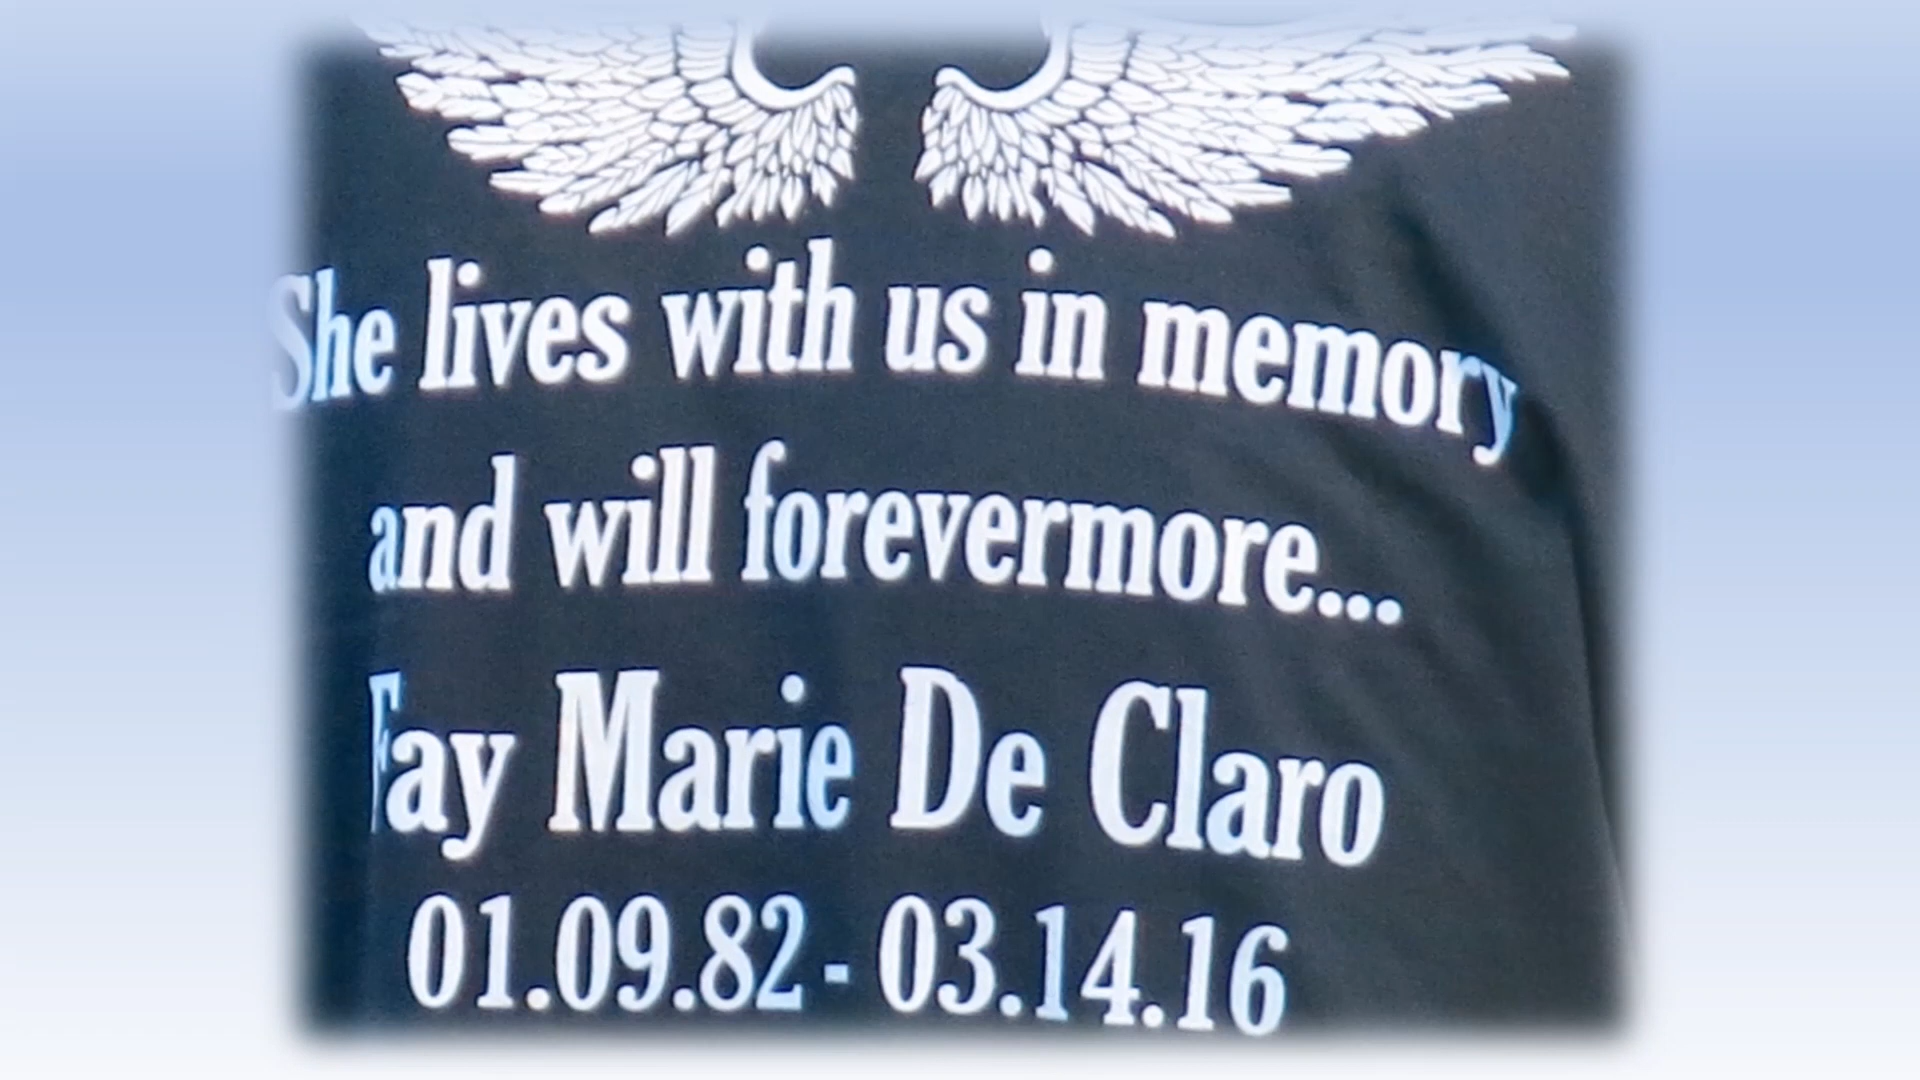 She lives with us in memory
and will forevermore...
Fay Marie De Claro
01.09.82 - 03.14.16